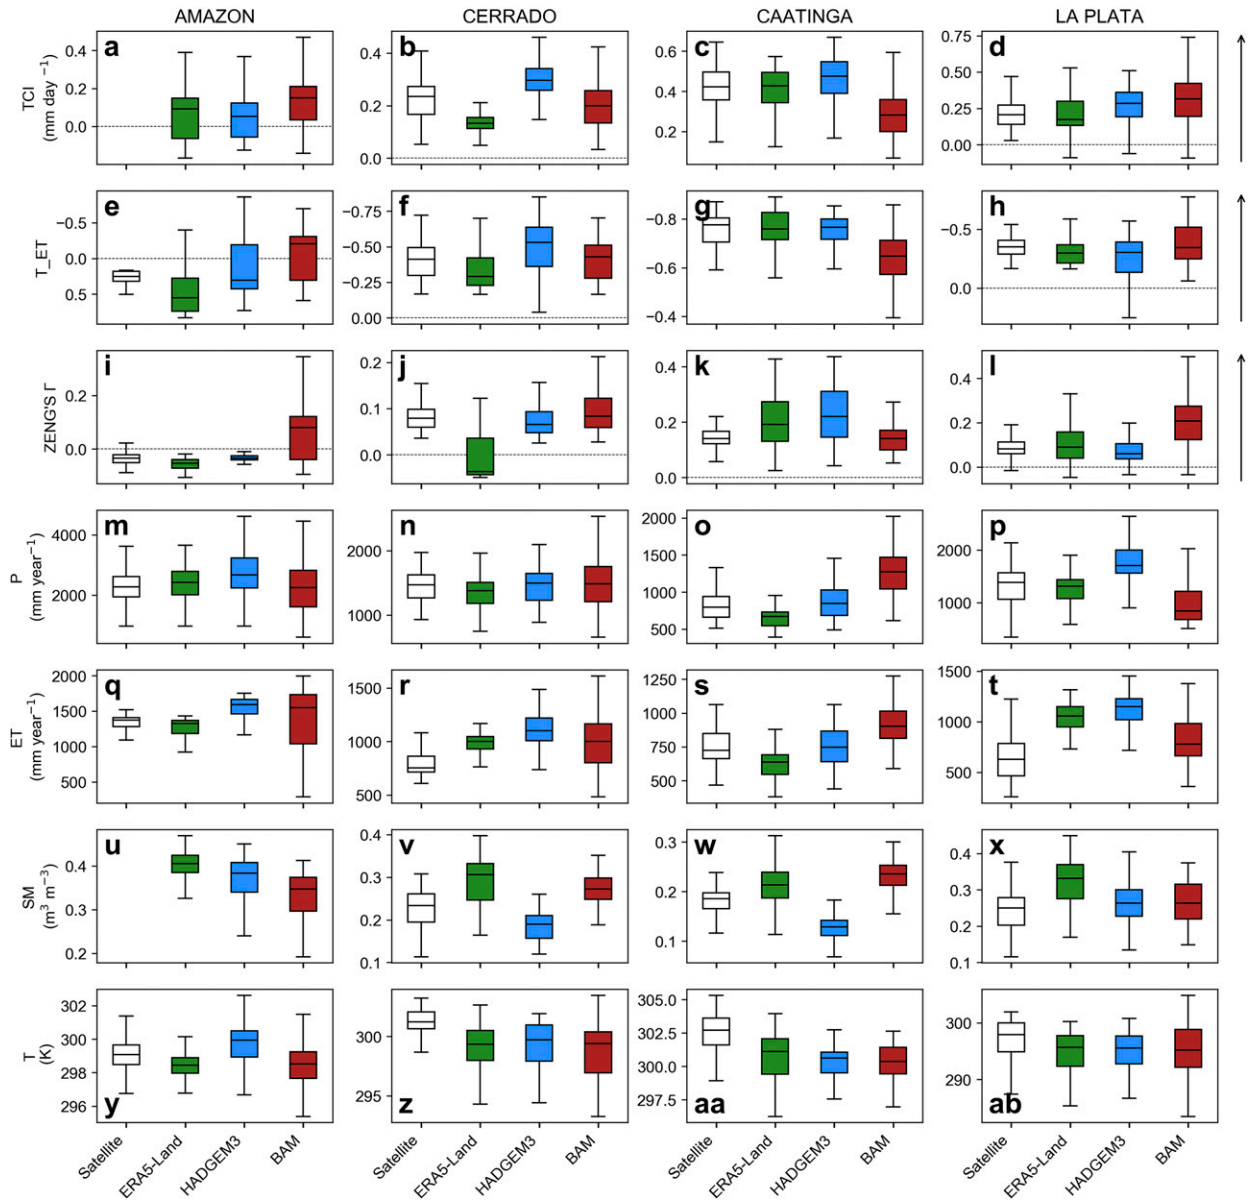 AMAZON CERRADO CAATINGA LA PLATA
a b c d
TCI
(mm day −1)
0.4 0.2 0.0
0.4 0.2 0.0
0.6 0.4 0.2
0.75 0.50 0.25 0.00
e f g h
T_ET
−0.5 0.0 0.5
−0.75 −0.50 −0.25 0.00
−0.8 −0.6 −0.4
−0.5 0.0
i j k l
ZENG'S Γ
0.2 0.0
0.2 0.1 0.0
0.4 0.2 0.0
0.4 0.2 0.0
m n o p
P
(mm year−1)
4000 2000
2000 1000
2000 1500 1000 500
2000 1000
q r s t
ET
(mm year−1)
2000 1500 1000 500
1500 1000 500
1250 1000 750 500
1500 1000 500
u v w x
SM
(m3 m−3)
0.4 0.3 0.2
0.4 0.3 0.2 0.1
0.3 0.2 0.1
0.4 0.3 0.2 0.1
y z aa ab
T
(K)
302 300 298 296
300 295
305.0 302.5 300.0 297.5
300 290
Satellite ERA5-Land HADGEM3 BAM
Satellite ERA5-Land HADGEM3 BAM
Satellite ERA5-Land HADGEM3 BAM
Satellite ERA5-Land HADGEM3 BAM